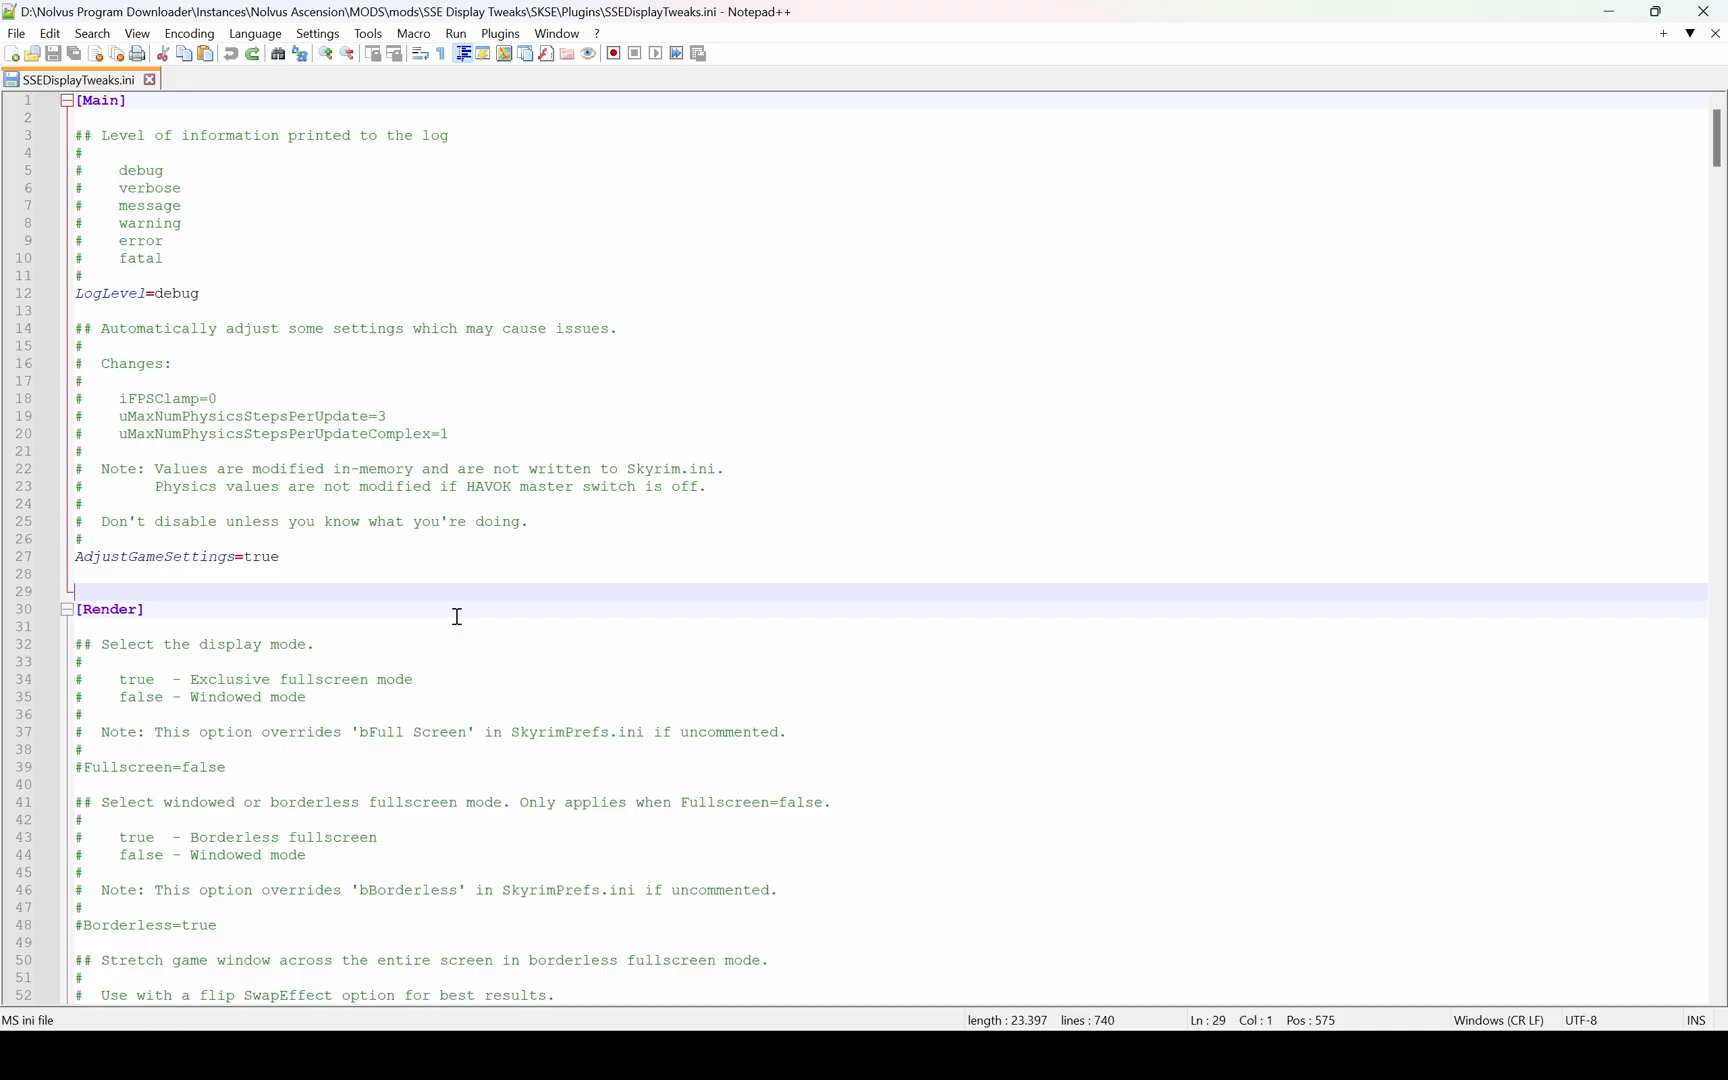 D:\Nolvus Program Downloader\Instances\Nolvus Ascension\MODS\mods\SSE Display Tweaks\SKSE\Plugins\SSEDisplayTweaks.ini - Notepad++
File Edit Search View Encoding Language Settings Tools Macro Run Plugins Window ?
SSEDisplayTweaks.ini
1 [Main]
2
3 ## Level of information printed to the log
4 #
5 # debug
6 # verbose
7 # message
8 # warning
9 # error
10 # fatal
11 #
12 LogLevel=debug
13
14 ## Automatically adjust some settings which may cause issues.
15 #
16 # Changes:
17 #
18 # iFPSClamp=0
19 # uMaxNumPhysicsStepsPerUpdate=3
20 # uMaxNumPhysicsStepsPerUpdateComplex=1
21 #
22 # Note: Values are modified in-memory and are not written to Skyrim.ini.
23 # Physics values are not modified if HAVOK master switch is off.
24 #
25 # Don't disable unless you know what you're doing.
26 #
27 AdjustGameSettings=true
28
29
30 [Render]
31
32 ## Select the display mode.
33 #
34 # true - Exclusive fullscreen mode
35 # false - Windowed mode
36 #
37 # Note: This option overrides 'bFull Screen' in SkyrimPrefs.ini if uncommented.
38 #
39 #Fullscreen=false
40
41 ## Select windowed or borderless fullscreen mode. Only applies when Fullscreen=false.
42 #
43 # true - Borderless fullscreen
44 # false - Windowed mode
45 #
46 # Note: This option overrides 'bBorderless' in SkyrimPrefs.ini if uncommented.
47 #
48 #Borderless=true
49
50 ## Stretch game window across the entire screen in borderless fullscreen mode.
51 #
52 # Use with a flip SwapEffect option for best results.
MS ini file length : 23.397 lines : 740 Ln : 29 Col : 1 Pos : 575 Windows (CR LF) UTF-8 INS